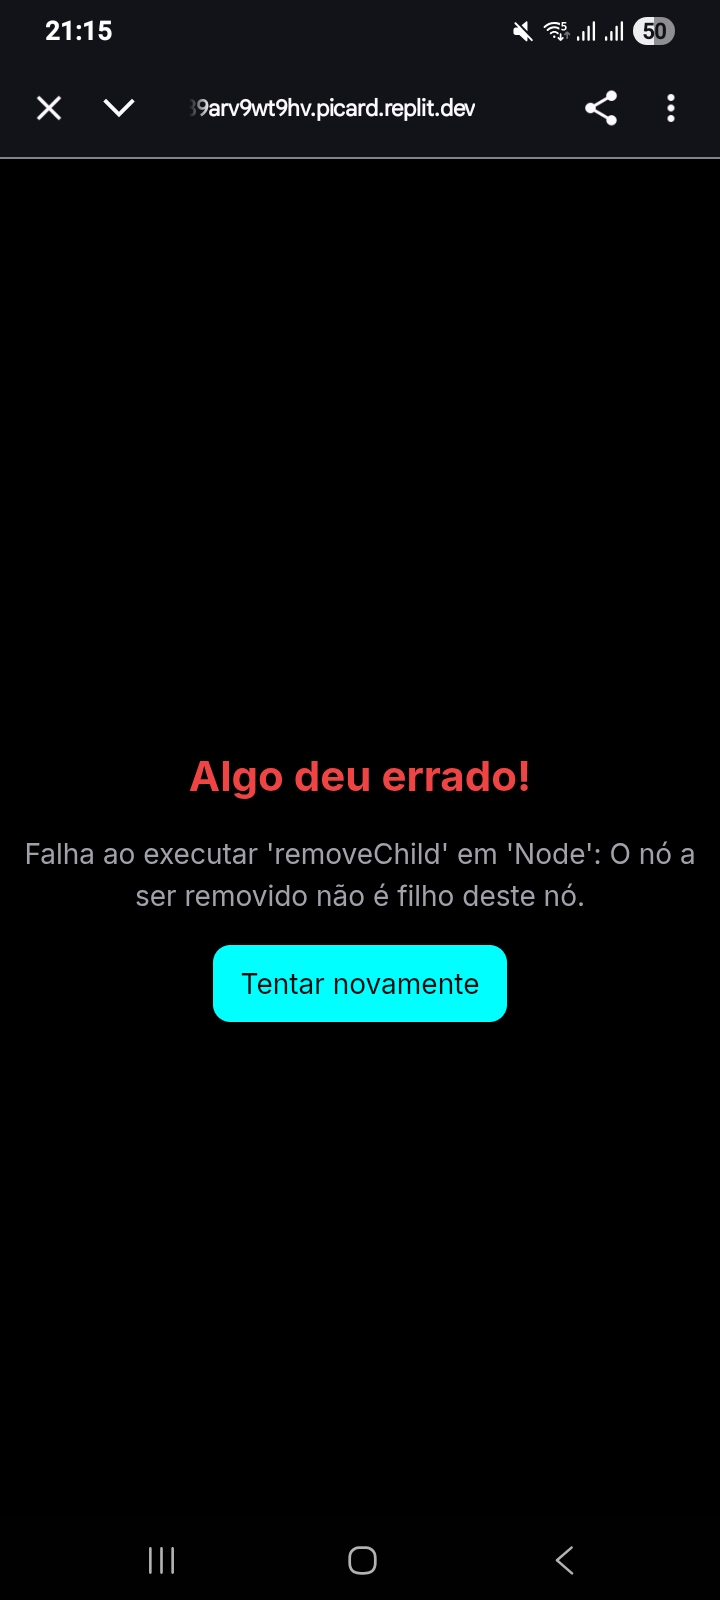 21:15
5
50
39arv9wt9hv.picard.replit.dev
Algo deu errado!
Falha ao executar 'removeChild' em 'Node': O nó a
ser removido não é filho deste nó.
Tentar novamente